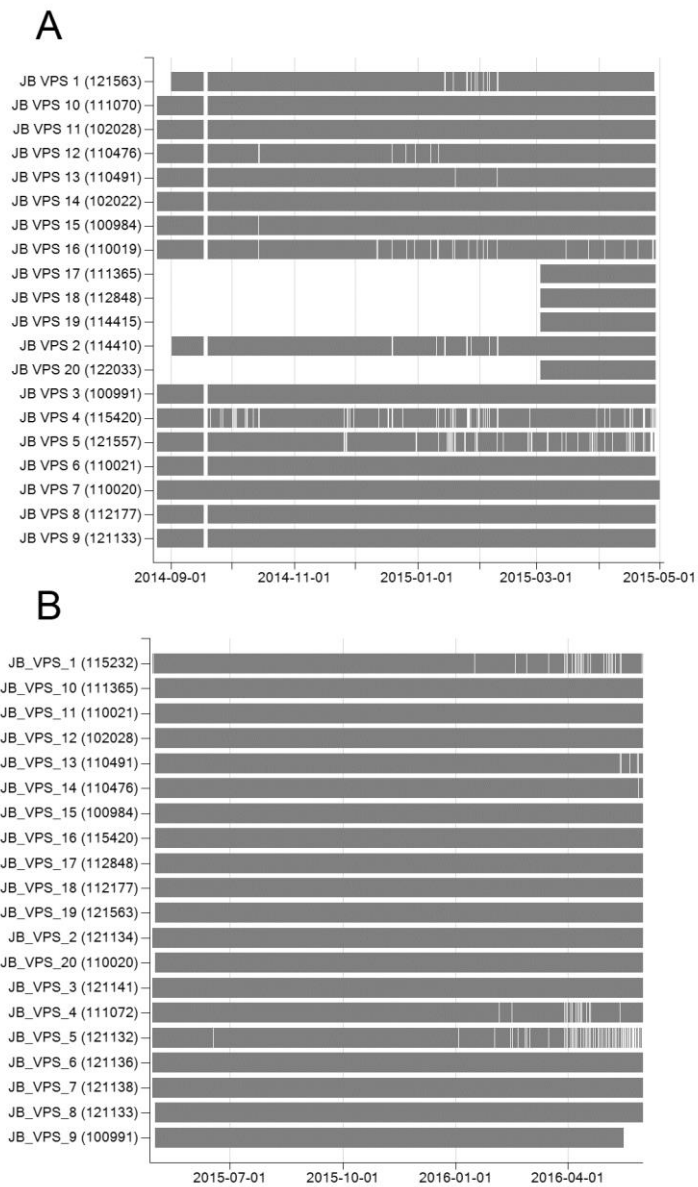 A
JB VPS 1 (121563)
JB VPS 10 (111070)
JB VPS 11 (102028)
JB VPS 12 (110476)
JB VPS 13 (110491)
JB VPS 14 (102022)
JB VPS 15 (100984)
JB VPS 16 (110019)
JB VPS 17 (111365)
JB VPS 18 (112848)
JB VPS 19 (114415)
JB VPS 2 (114410)
JB VPS 20 (122033)
JB VPS 3 (100991)
JB VPS 4 (115420)
JB VPS 5 (121557)
JB VPS 6 (110021)
JB VPS 7 (110020)
JB VPS 8 (112177)
JB VPS 9 (121133)
2014-09-01 2014-11-01 2015-01-01 2015-03-01 2015-05-01
B
JB_VPS_1 (115232)
JB_VPS_10 (111365)
JB_VPS_11 (110021)
JB_VPS_12 (102028)
JB_VPS_13 (110491)
JB_VPS_14 (110476)
JB_VPS_15 (100984)
JB_VPS_16 (115420)
JB_VPS_17 (112848)
JB_VPS_18 (112177)
JB_VPS_19 (121563)
JB_VPS_2 (121134)
JB_VPS_20 (110020)
JB_VPS_3 (121141)
JB_VPS_4 (111072)
JB_VPS_5 (121132)
JB_VPS_6 (121136)
JB_VPS_7 (121138)
JB_VPS_8 (121133)
JB_VPS_9 (100991)
2015-07-01 2015-10-01 2016-01-01 2016-04-01